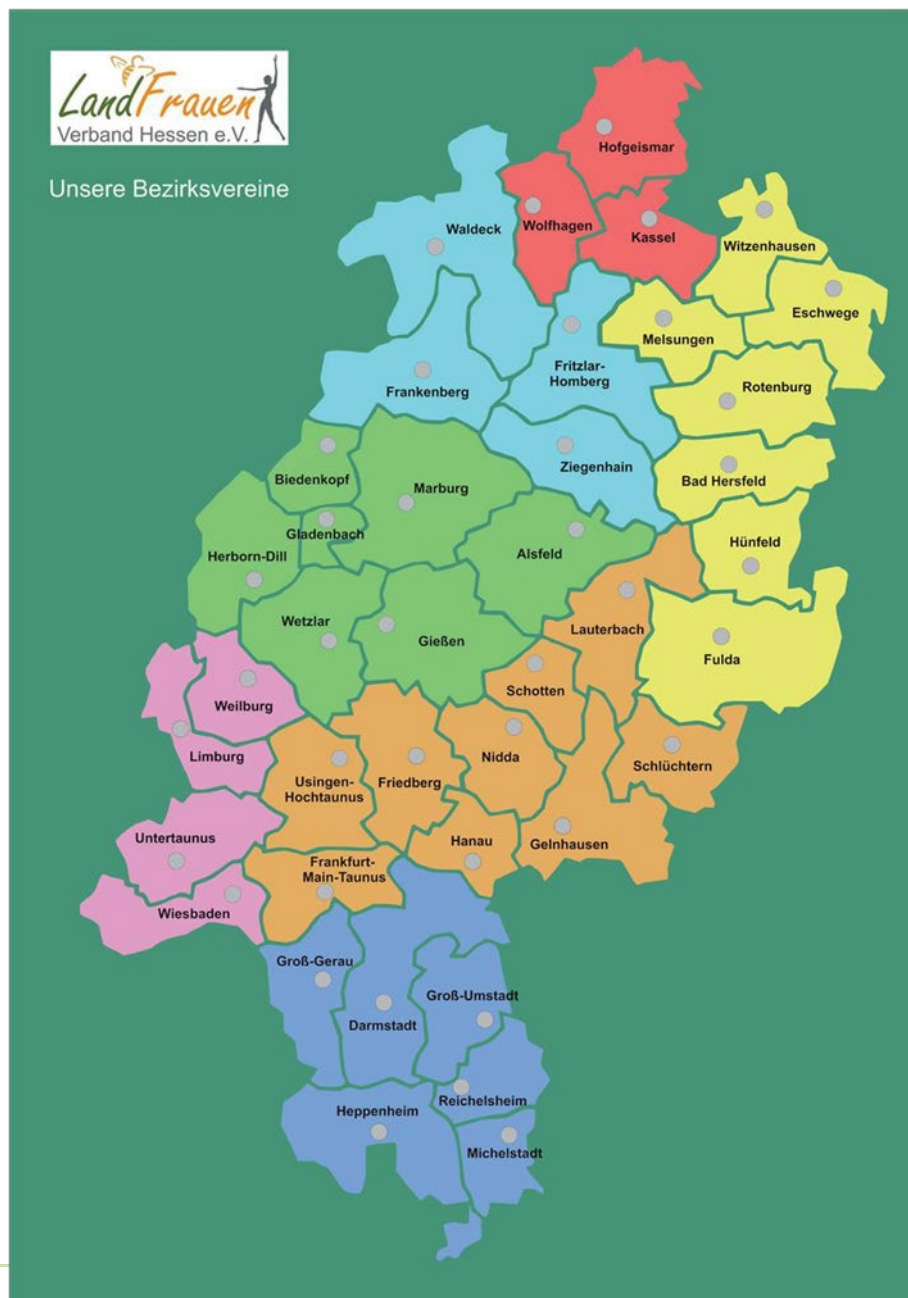 LandFrauen
Verband Hessen e.V.
Unsere Bezirksvereine
Hofgeismar
Wolfhagen
Kassel
Waldeck
Witzenhausen
Eschwege
Melsungen
Fritzlar-
Homberg
Frankenberg
Rotenburg
Ziegenhain
Bad Hersfeld
Biedenkopf
Marburg
Gladenbach
Herborn-Dill
Alsfeld
Hünfeld
Wetzlar
Gießen
Lauterbach
Fulda
Schotten
Weilburg
Limburg
Usingen-
Hochtaunus
Friedberg
Nidda
Schlüchtern
Untertaunus
Hanau
Gelnhausen
Frankfurt-
Main-Taunus
Wiesbaden
Groß-Gerau
Groß-Umstadt
Darmstadt
Reichelsheim
Heppenheim
Michelstadt